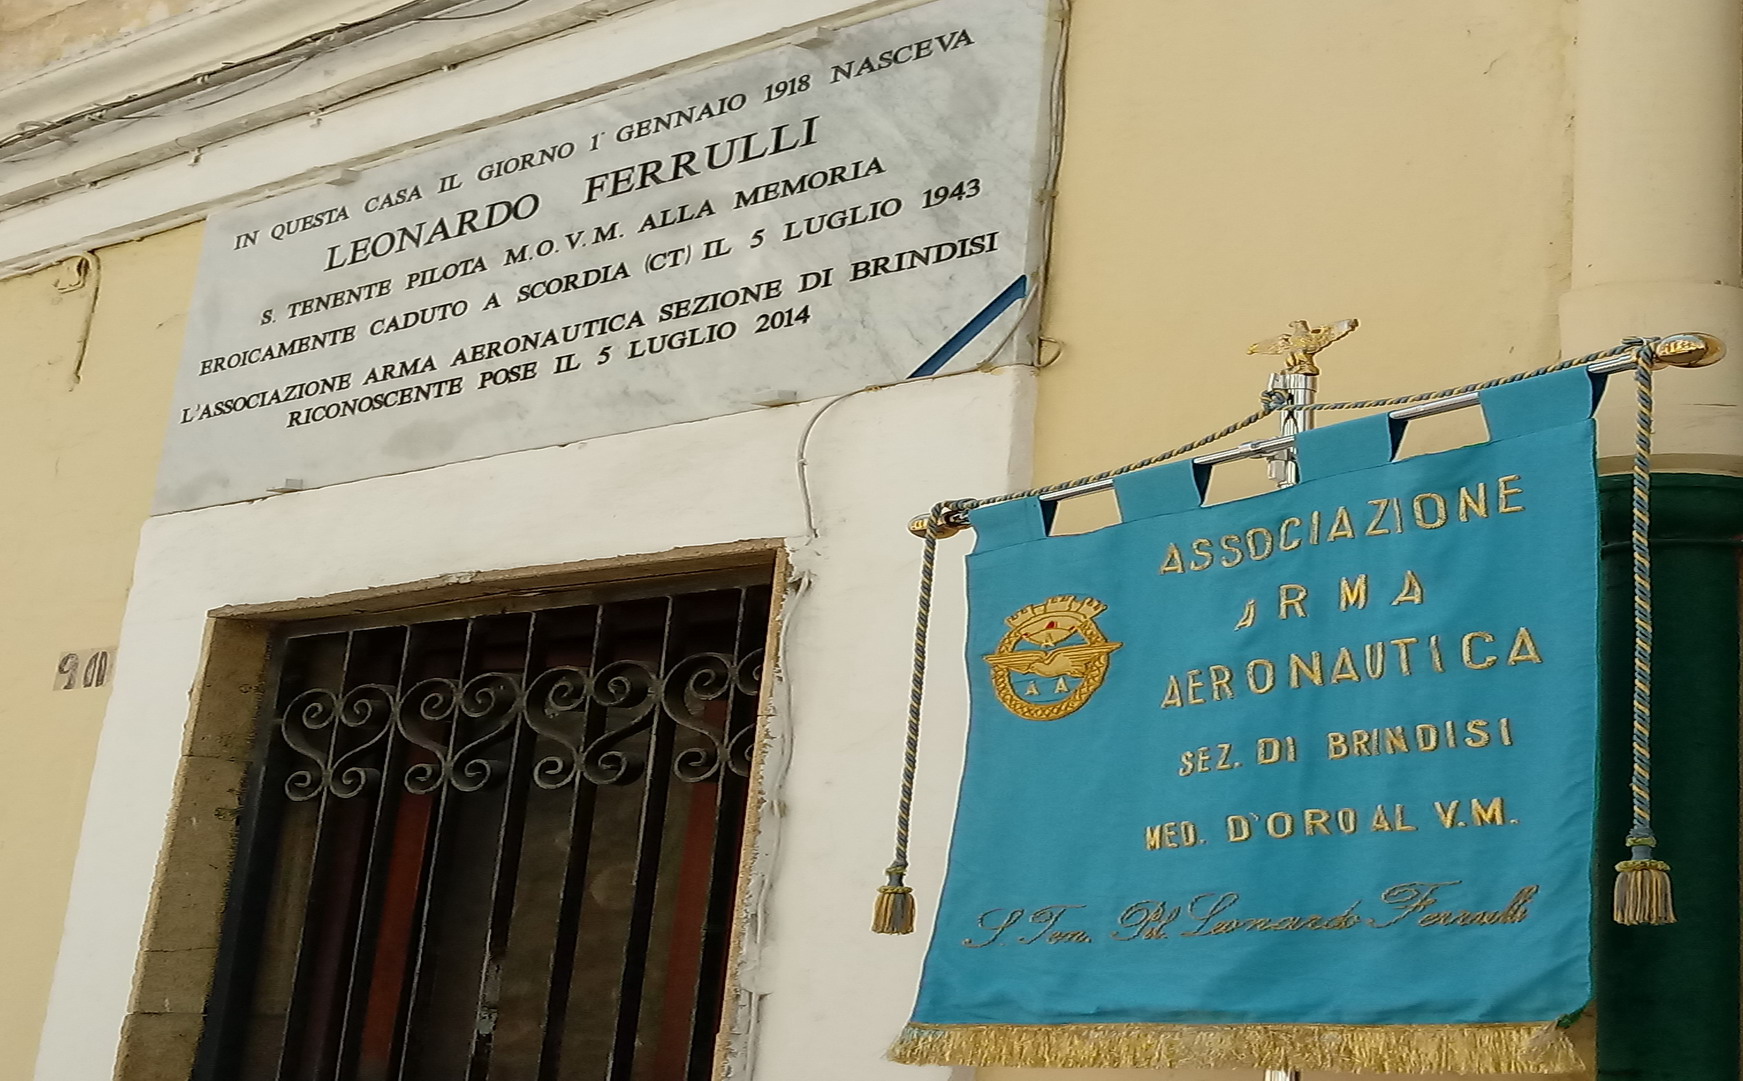 IN QUESTA CASA IL GIORNO 1° GENNAIO 1918 NASCEVA
LEONARDO FERRULLI
S. TENENTE PILOTA M.O.V.M. ALLA MEMORIA
EROICAMENTE CADUTO A SCORDIA (CT) IL 5 LUGLIO 1943
L'ASSOCIAZIONE ARMA AERONAUTICA SEZIONE DI BRINDISI
RICONOSCENTE POSE IL 5 LUGLIO 2014
ASSOCIAZIONE
ARMA
AERONAUTICA
SEZ. DI BRINDISI
MED. D'ORO AL V.M.
S. Ten. Pil. Leonardo Ferrulli
A
A A